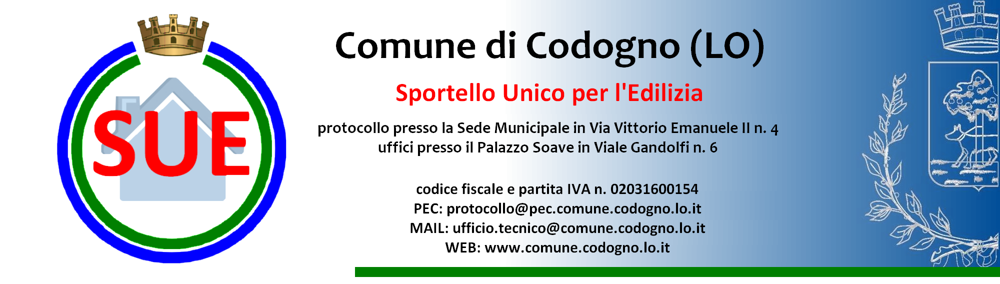 SUE
Comune di Codogno (LO)
Sportello Unico per l'Edilizia
protocollo presso la Sede Municipale in Via Vittorio Emanuele II n. 4
uffici presso il Palazzo Soave in Viale Gandolfi n. 6
codice fiscale e partita IVA n. 02031600154
PEC: protocollo@pec.comune.codogno.lo.it
MAIL: ufficio.tecnico@comune.codogno.lo.it
WEB: www.comune.codogno.lo.it